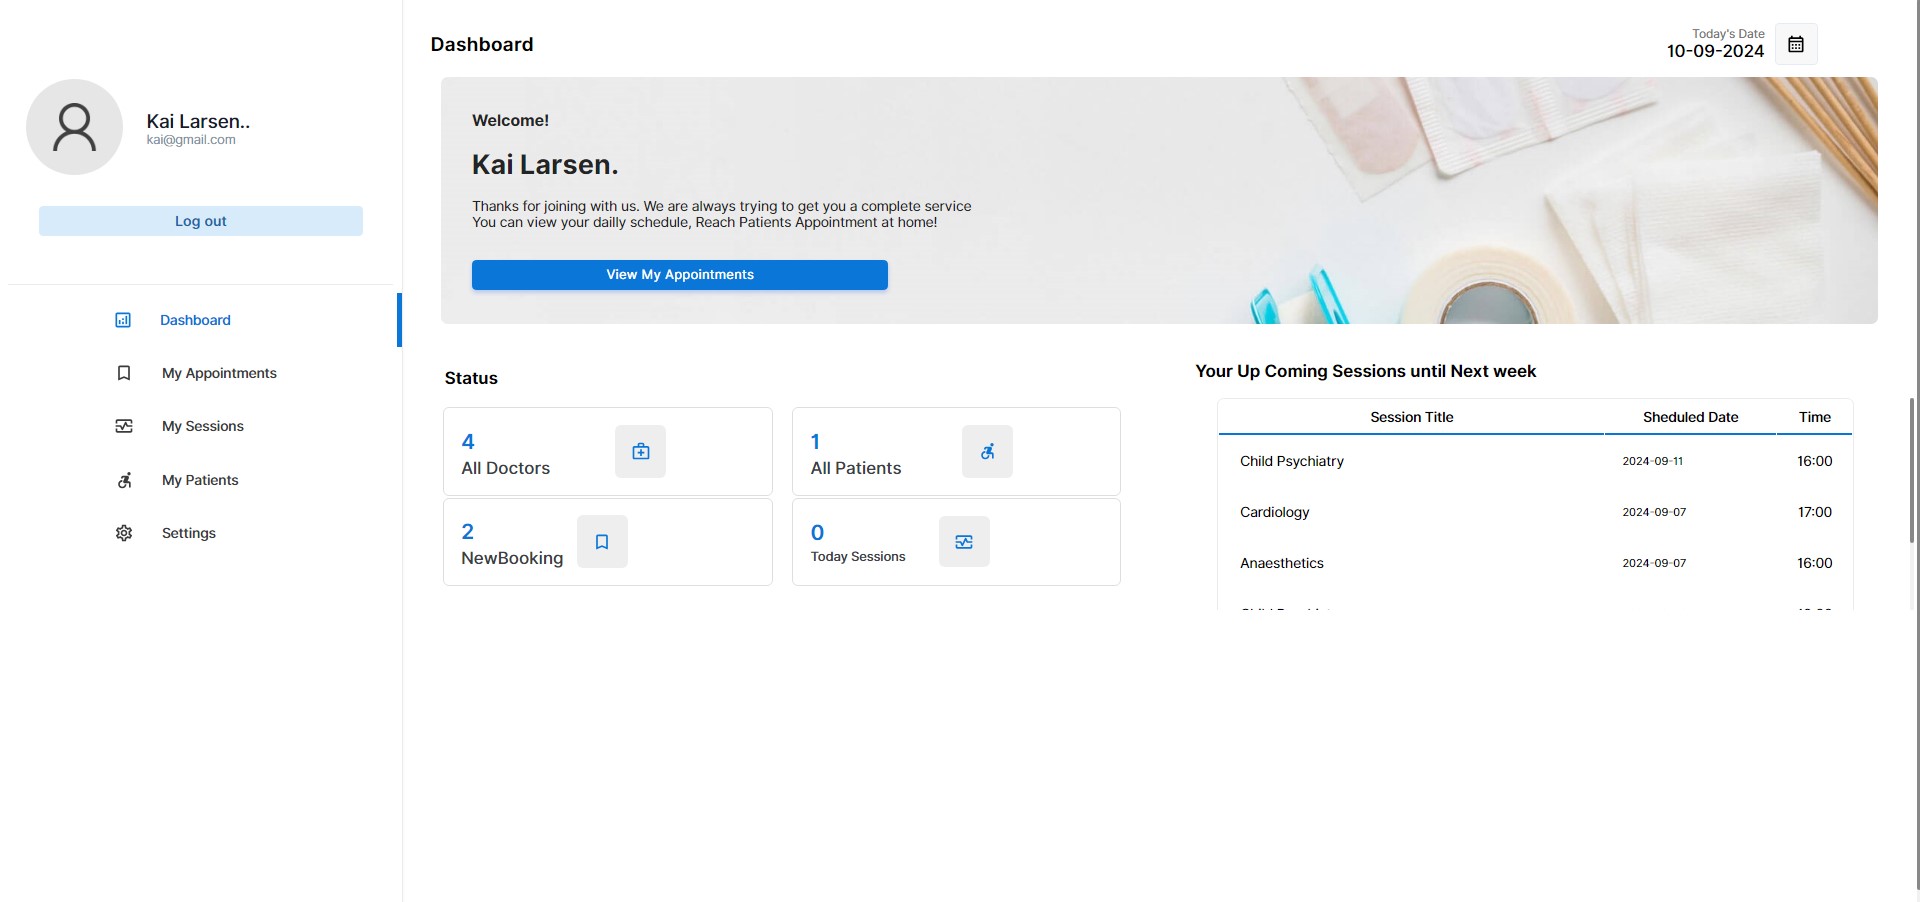 Kai Larsen..
kai@gmail.com
Log out
Dashboard
My Appointments
My Sessions
My Patients
Settings
Dashboard
Today's Date
10-09-2024
Welcome!
Kai Larsen.
Thanks for joining with us. We are always trying to get you a complete service
You can view your dailly schedule, Reach Patients Appointment at home!
View My Appointments
Status
4
All Doctors
1
All Patients
2
NewBooking
0
Today Sessions
Your Up Coming Sessions until Next week
Session Title Sheduled Date Time
Child Psychiatry 2024-09-11 16:00
Cardiology 2024-09-07 17:00
Anaesthetics 2024-09-07 16:00